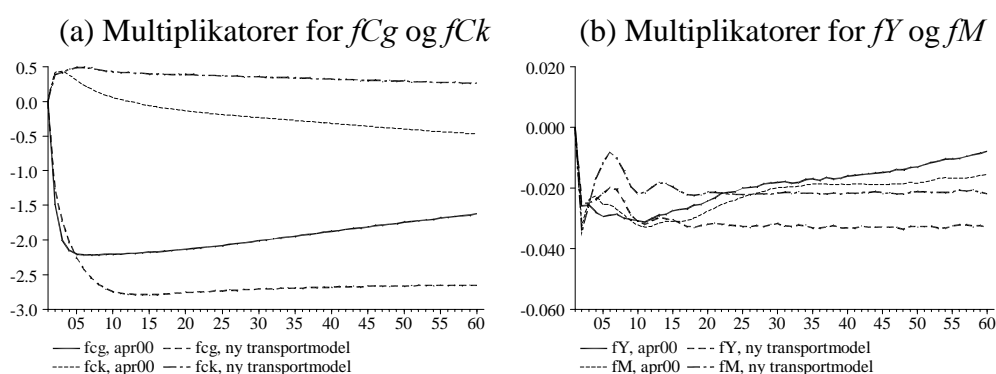 (a) Multiplikatorer for fCg og fCk
(b) Multiplikatorer for fY og fM
0.5
0.0
-0.5
-1.0
-1.5
-2.0
-2.5
-3.0
05 10 15 20 25 30 35 40 45 50 55 60
fcg, apr00 fcg, ny transportmodel
fck, apr00 fck, ny transportmodel
0.020
0.000
-0.020
-0.040
-0.060
05 10 15 20 25 30 35 40 45 50 55 60
fY, apr00 fY, ny transportmodel
fM, apr00 fM, ny transportmodel